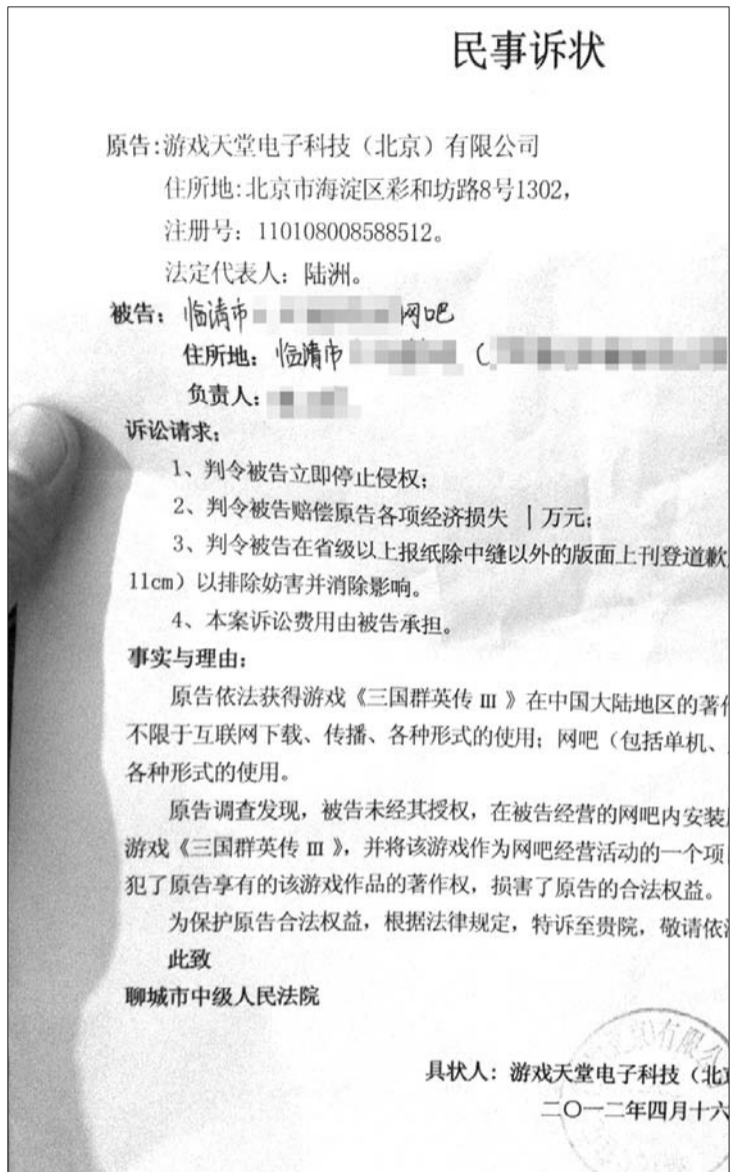 民事诉状
原告:游戏天堂电子科技（北京）有限公司
住所地:北京市海淀区彩和坊路8号1302，
注册号：110108008588512。
法定代表人：陆洲。
被告：临清市 网吧
住所地：临清市 （
负责人：
诉讼请求：
1、判令被告立即停止侵权；
2、判令被告赔偿原告各项经济损失 1 万元；
3、判令被告在省级以上报纸除中缝以外的版面上刊登道歉
11cm）以排除妨害并消除影响。
4、本案诉讼费用由被告承担。
事实与理由：
原告依法获得游戏《三国群英传 III 》在中国大陆地区的著作
不限于互联网下载、传播、各种形式的使用；网吧（包括单机、
各种形式的使用。
原告调查发现，被告未经其授权，在被告经营的网吧内安装
游戏《三国群英传 III 》，并将该游戏作为网吧经营活动的一个项
犯了原告享有的该游戏作品的著作权，损害了原告的合法权益。
为保护原告合法权益，根据法律规定，特诉至贵院，敬请依
此致
聊城市中级人民法院
有限公
具状人：游戏天堂电子科技（北
二〇一二年四月十六